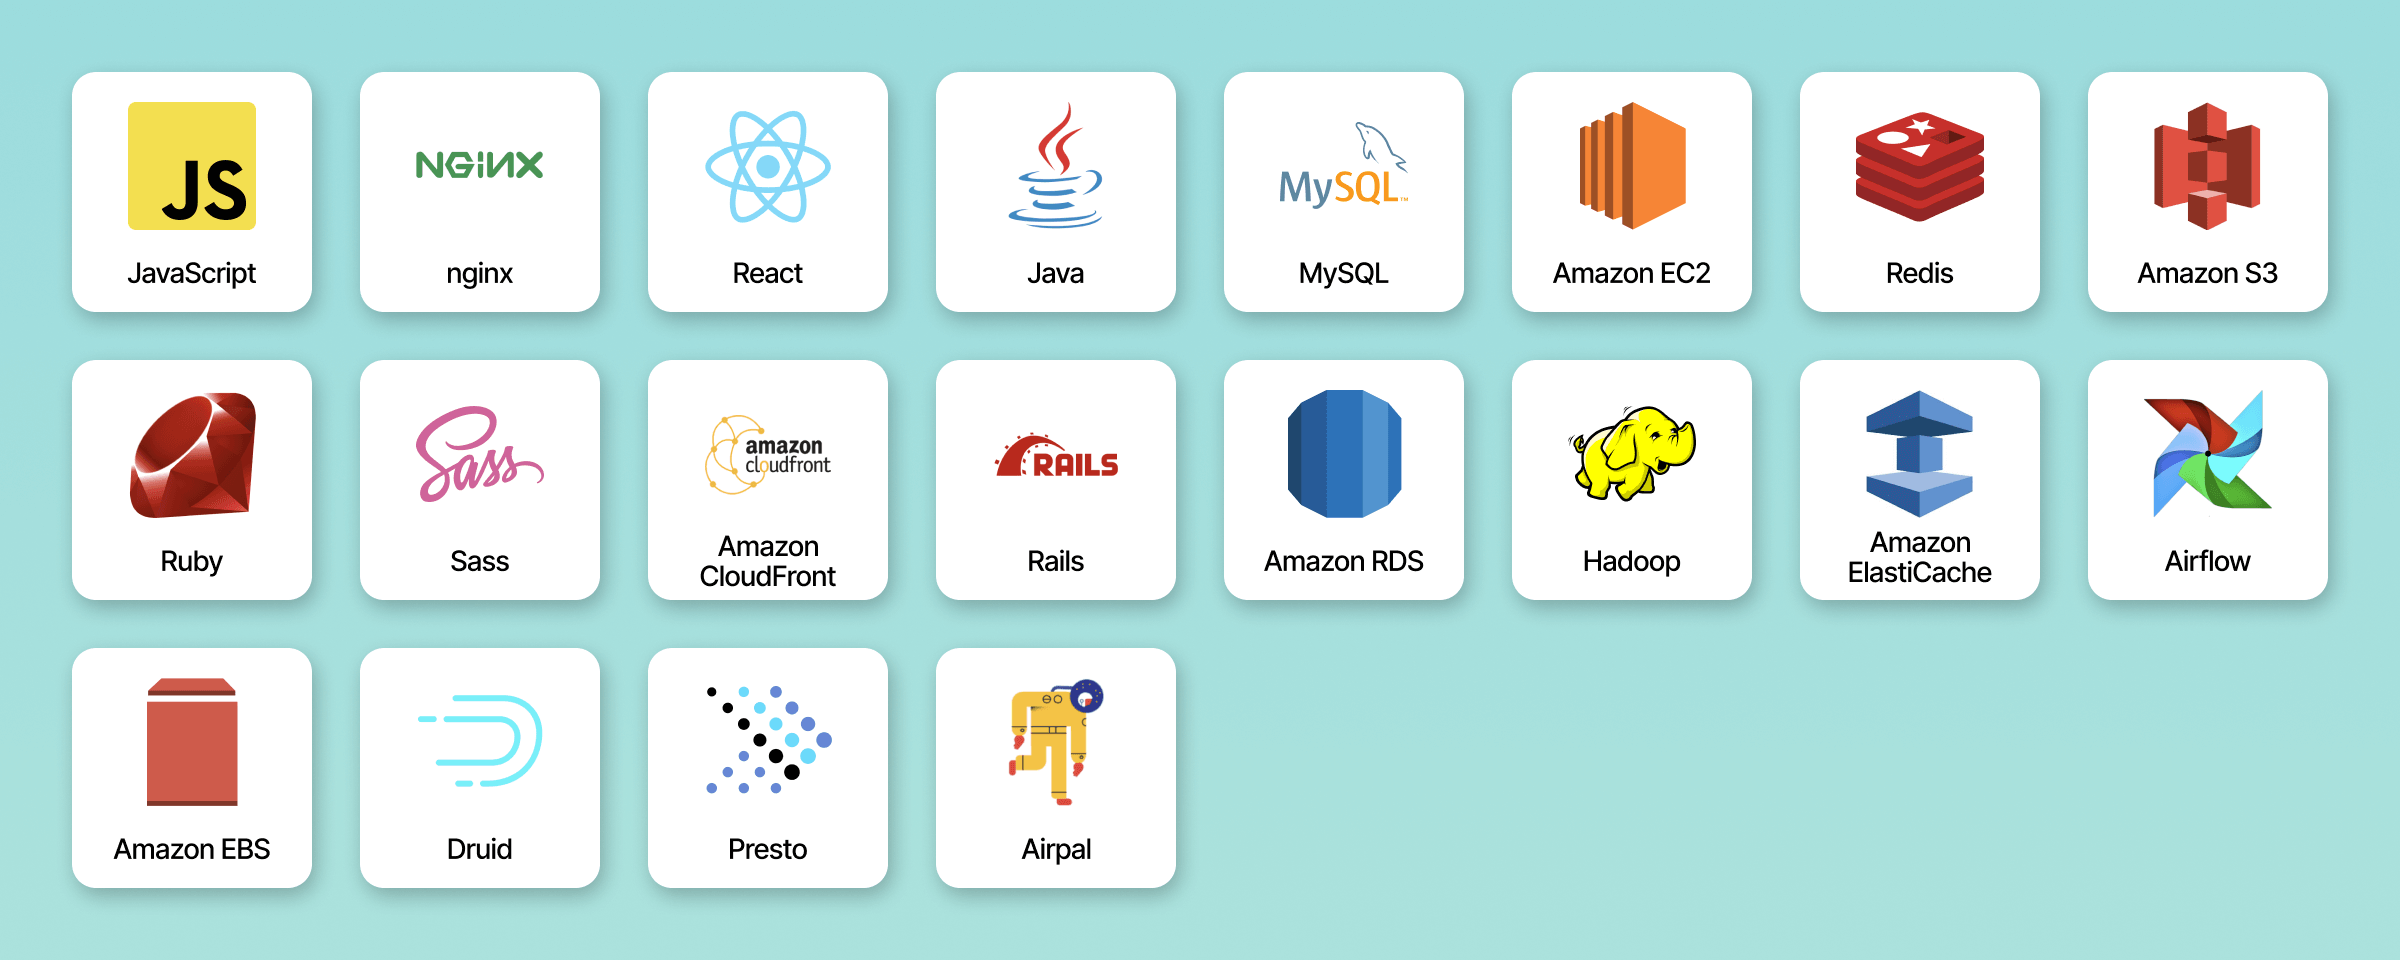 JS
JavaScript
NGINX
nginx
React
Java
MySQL™
MySQL
Amazon EC2
Redis
Amazon S3
Ruby
Sass
Sass
amazon
cloudfront
Amazon
CloudFront
RAILS
Rails
Amazon RDS
Hadoop
Amazon
ElastiCache
Airflow
Amazon EBS
Druid
Presto
Airpal